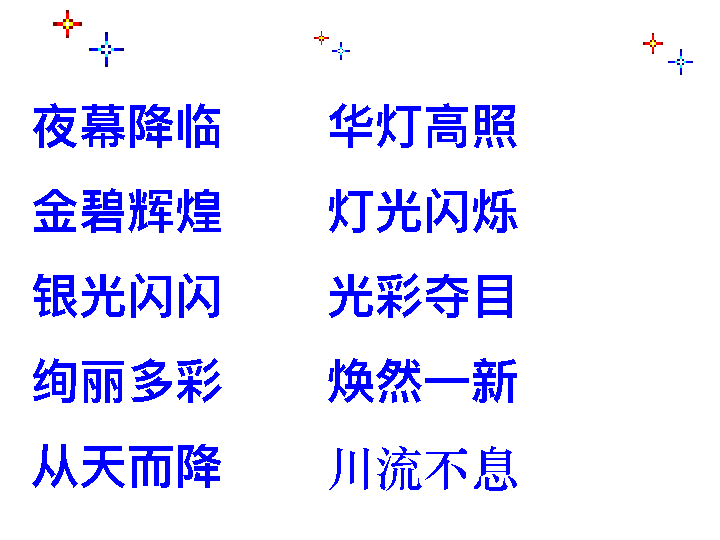 夜幕降临 华灯高照
金碧辉煌 灯光闪烁
银光闪闪 光彩夺目
绚丽多彩 焕然一新
从天而降 川流不息